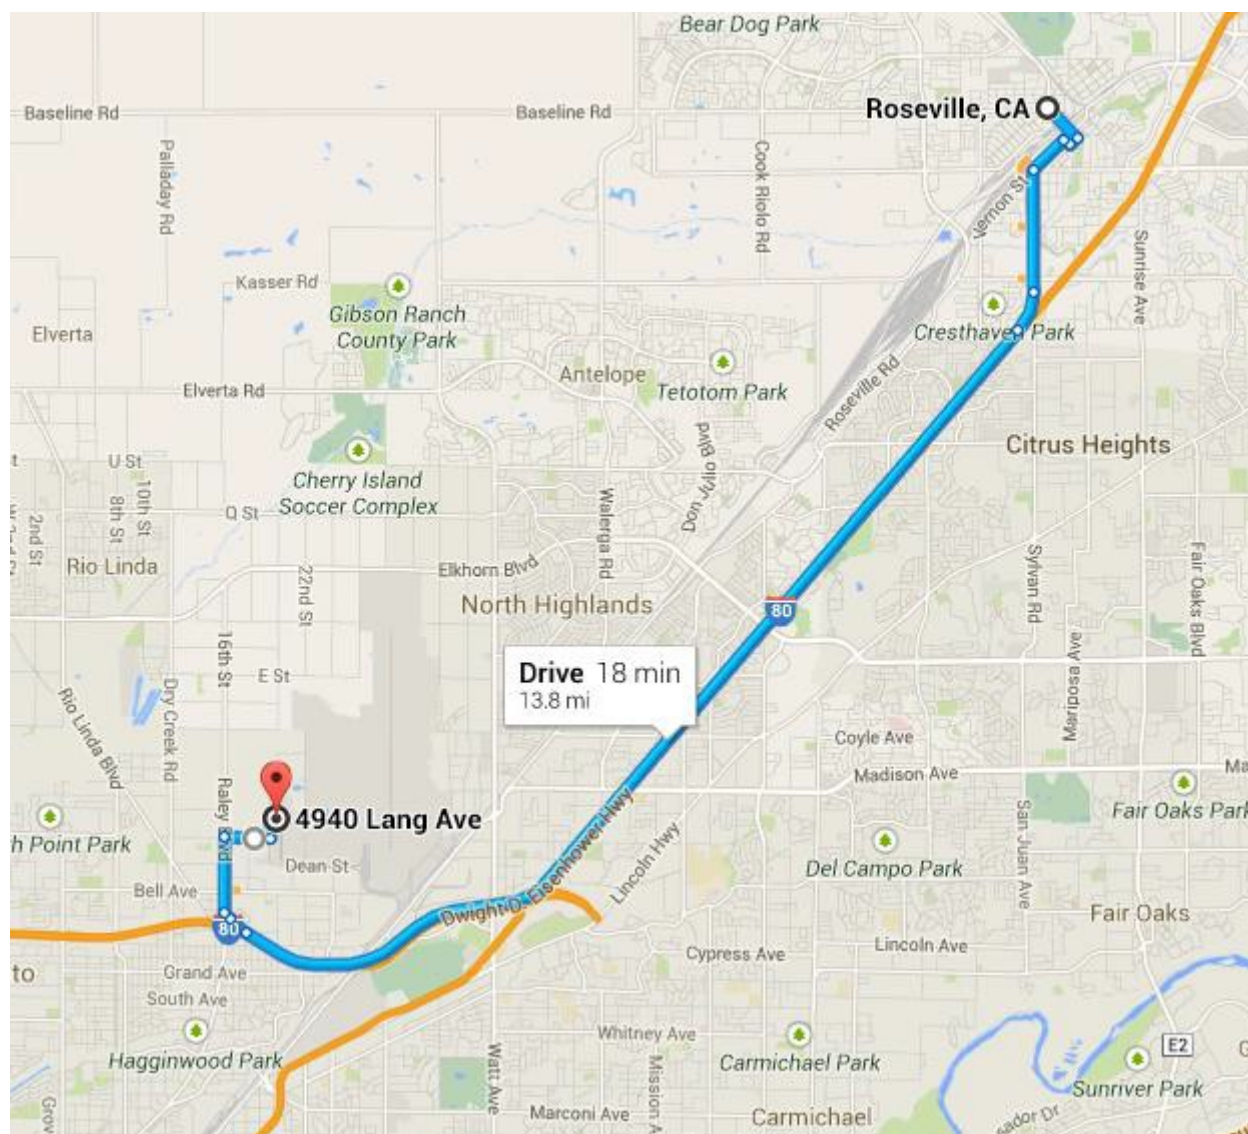 Bear Dog Park
Baseline Rd
Baseline Rd
Roseville, CA
Palladay Rd
Cook Riolo Rd
Vernon St
Sunrise Ave
Kasser Rd
Gibson Ranch
County Park
Elverta
Cresthaven Park
Antelope
Tetotom Park
Elverta Rd
Roseville Rd
Citrus Heights
Don Julio Blvd
U St
10th St
8th St
2nd St
Cherry Island
Soccer Complex
Q St
Walerga Rd
Rio Linda
22nd St
Elkhorn Blvd
North Highlands
Sylvan Rd
Fair Oaks Blvd
80
16th St
E St
Drive 18 min
13.8 mi
Mariposa Ave
Dry Creek Rd
Rio Linda Blvd
Coyle Ave
Madison Ave
Ma
Raley Blvd
4940 Lang Ave
Fair Oaks Park
San Juan Ave
h Point Park
Dean St
Dwight D. Eisenhower Hwy
Lincoln Hwy
Del Campo Park
Bell Ave
Fair Oaks
80
Cypress Ave
Lincoln Ave
to
Grand Ave
South Ave
Hagginwood Park
Whitney Ave
Carmichael Park
E2
Sunriver Park
Watt Ave
Mission A
Marconi Ave
Carmichael
sador Dr
Grov